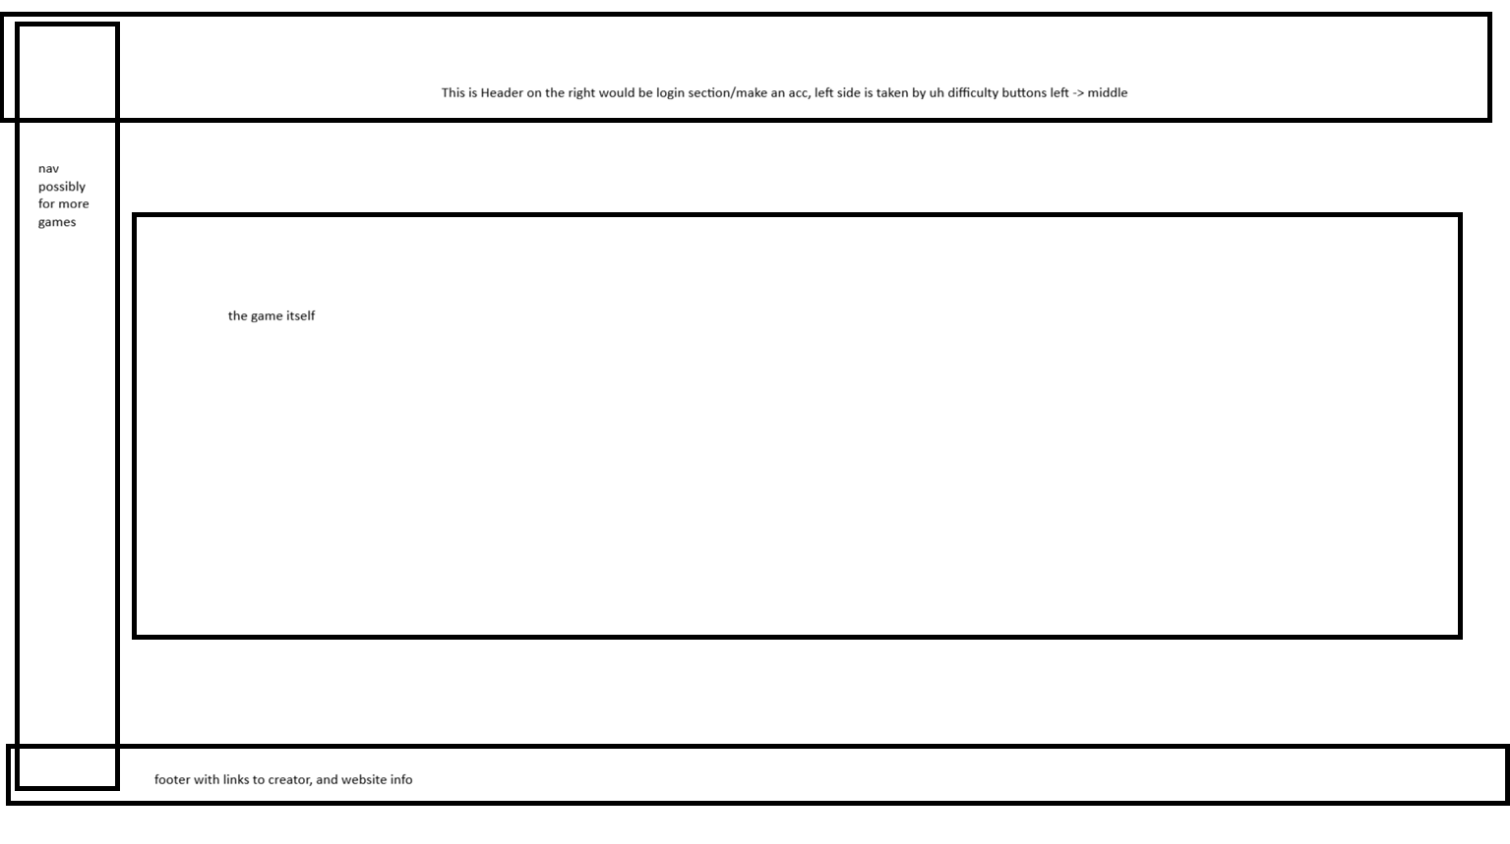 This is Header on the right would be login section/make an acc, left side is taken by uh difficulty buttons left -> middle
nav
possibly
for more
games
the game itself
footer with links to creator, and website info